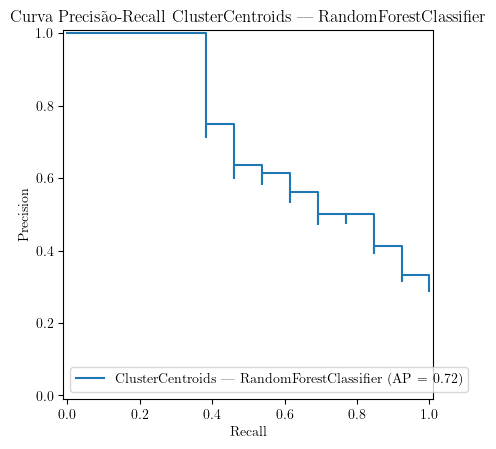 Curva Precisão-Recall ClusterCentroids — RandomForestClassifier
1.0
0.8
0.6
0.4
0.2
0.0
Precision
ClusterCentroids — RandomForestClassifier (AP = 0.72)
0.0 0.2 0.4 0.6 0.8 1.0
Recall